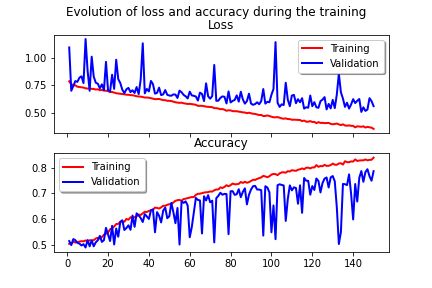 Evolution of loss and accuracy during the training
Loss
1.00
0.75
0.50
Training
Validation
Accuracy
0.8
0.7
0.6
0.5
Training
Validation
0 20 40 60 80 100 120 140